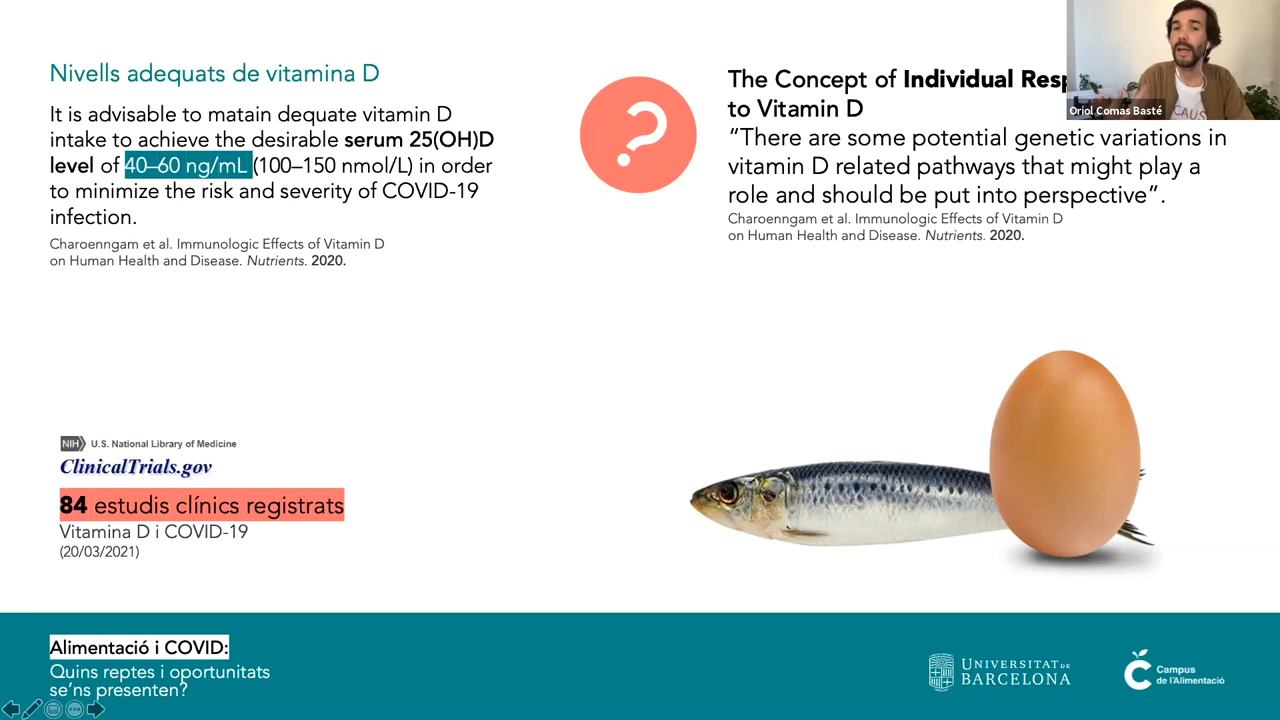 Nivells adequats de vitamina D
It is advisable to matain dequate vitamin D
intake to achieve the desirable serum 25(OH)D
level of 40–60 ng/mL (100–150 nmol/L) in order
to minimize the risk and severity of COVID-19
infection.
Charoenngam et al. Immunologic Effects of Vitamin D
on Human Health and Disease. Nutrients. 2020.
?
The Concept of Individual
to Vitamin D
“There are some potential genetic variations in
vitamin D related pathways that might play a
role and should be put into perspective”.
Charoenngam et al. Immunologic Effects of Vitamin D
on Human Health and Disease. Nutrients. 2020.
Oriol Comas Basté
CAUS
NIH U.S. National Library of Medicine
ClinicalTrials.gov
84 estudis clínics registrats
Vitamina D i COVID-19
(20/03/2021)
Alimentació i COVID:
Quins reptes i oportunitats
se’ns presenten?
UNIVERSITAT DE
BARCELONA
Campus
de l’Alimentació